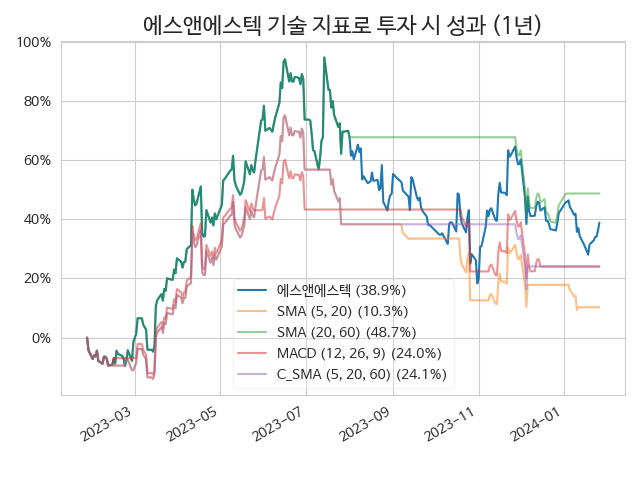 에스앤에스텍 기술 지표로 투자 시 성과 (1년)
100%
80%
60%
40%
20%
0%
에스앤에스텍 (38.9%)
SMA (5, 20) (10.3%)
SMA (20, 60) (48.7%)
MACD (12, 26, 9) (24.0%)
C_SMA (5, 20, 60) (24.1%)
2023-03
2023-05
2023-07
2023-09
2023-11
2024-01